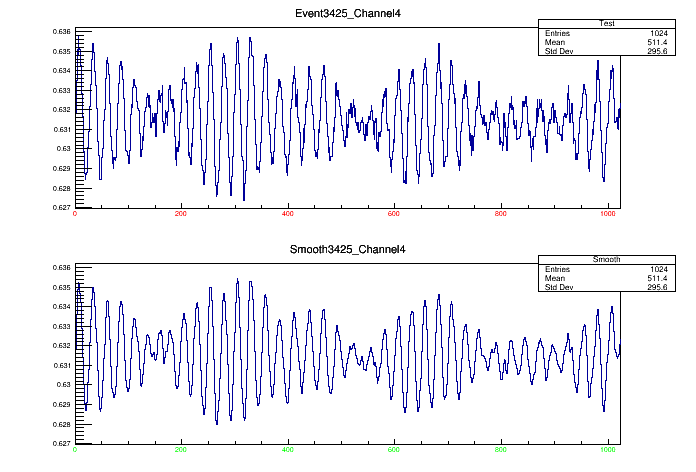 Event3425_Channel4
Test
Entries 1024
Mean 511.4
Std Dev 295.6
0.636
0.635
0.634
0.633
0.632
0.631
0.63
0.629
0.628
0.627
0 200 400 600 800 1000
Smooth3425_Channel4
Smooth
Entries 1024
Mean 511.4
Std Dev 295.6
0.636
0.635
0.634
0.633
0.632
0.631
0.63
0.629
0.628
0.627
0 200 400 600 800 1000